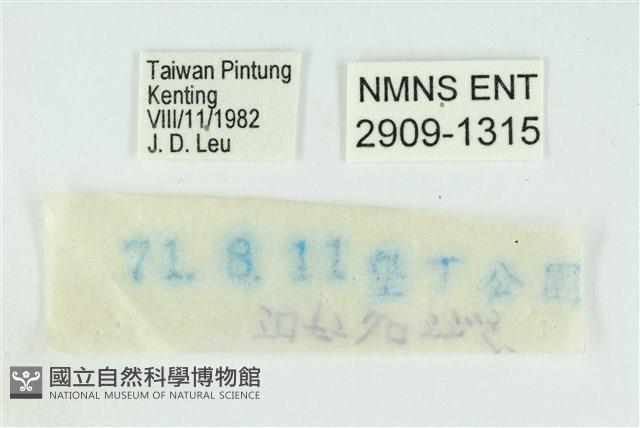 Taiwan Pintung
Kenting
VIII/11/1982
J. D. Leu
NMNS ENT
2909-1315
71. 8. 11 墾丁公園
國立自然科學博物館
NATIONAL MUSEUM OF NATURAL SCIENCE